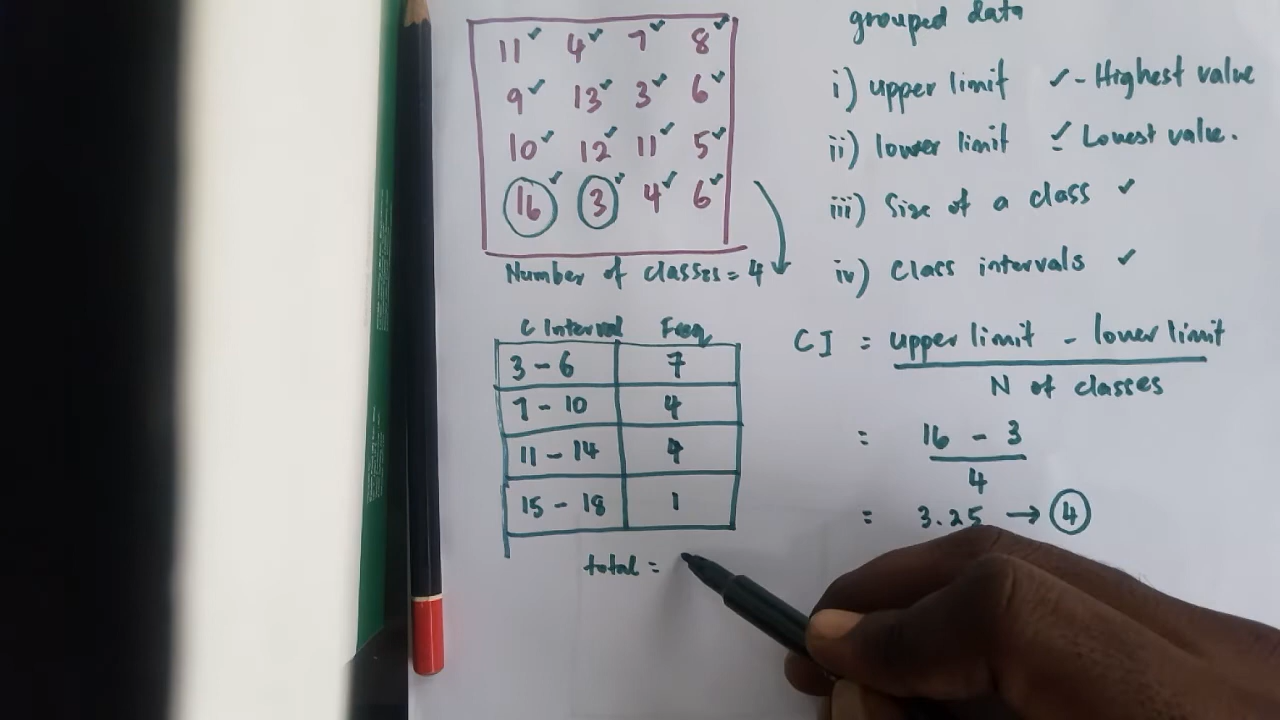 11 4 7 8
9 13 3 6
10 12 11 5
16 3 4 6
Number of classes = 4
C Interval Freq
3 - 6 7
7 - 10 4
11 - 14 4
15 - 18 1
total =
grouped data
i) upper limit ✓ - Highest value
ii) lower limit ✓ - Lowest value.
iii) Size of a class ✓
iv) Class intervals ✓
CI = upper limit - lower limit
N of classes
= 16 - 3
4
= 3.25 → 4